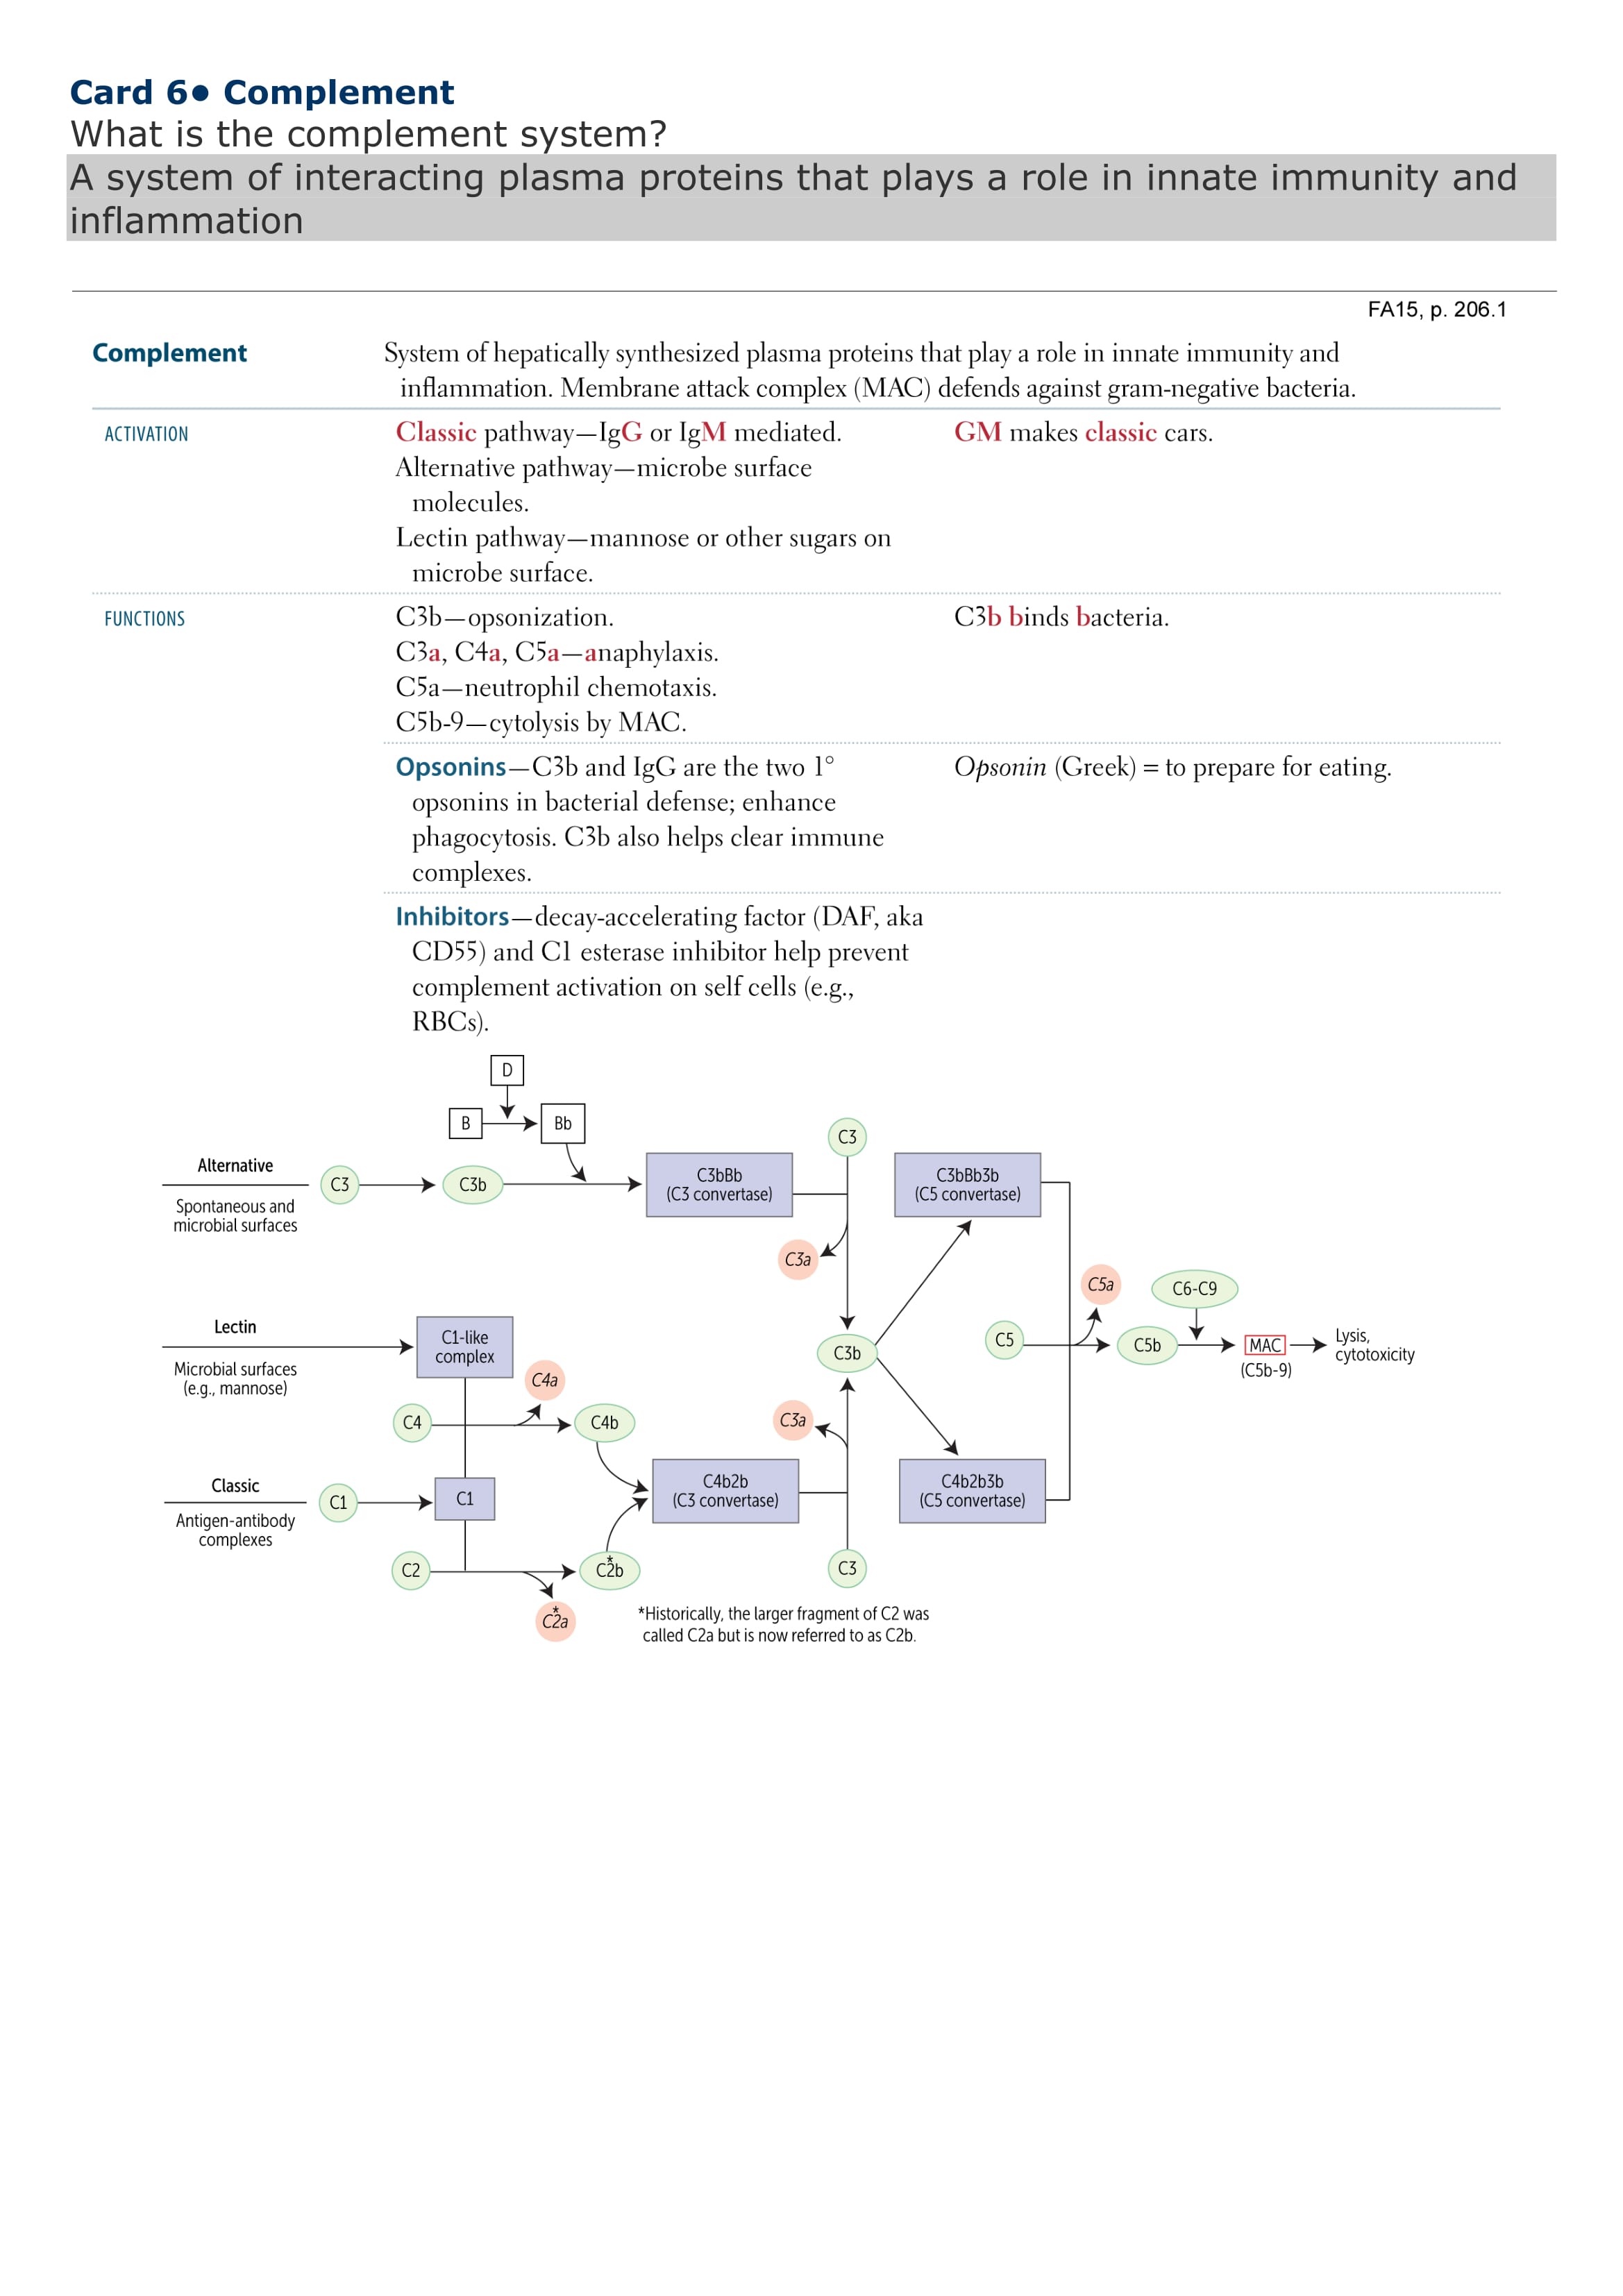 Card 6• Complement
What is the complement system?
A system of interacting plasma proteins that plays a role in innate immunity and
inflammation
FA15, p. 206.1
Complement
System of hepatically synthesized plasma proteins that play a role in innate immunity and
inflammation. Membrane attack complex (MAC) defends against gram-negative bacteria.
ACTIVATION
Classic pathway—IgG or IgM mediated.
GM makes classic cars.
Alternative pathway—microbe surface
molecules.
Lectin pathway—mannose or other sugars on
microbe surface.
FUNCTIONS
C3b—opsonization.
C3b binds bacteria.
C3a, C4a, C5a—anaphylaxis.
C5a—neutrophil chemotaxis.
C5b-9—cytolysis by MAC.
Opsonins—C3b and IgG are the two 1°
Opsonin (Greek) = to prepare for eating.
opsonins in bacterial defense; enhance
phagocytosis. C3b also helps clear immune
complexes.
Inhibitors—decay-accelerating factor (DAF, aka
CD55) and C1 esterase inhibitor help prevent
complement activation on self cells (e.g.,
RBCs).
D
B
Bb
C3
Alternative
Spontaneous and
microbial surfaces
C3
C3b
C3bBb
(C3 convertase)
C3bBb3b
(C5 convertase)
C3a
C5a
C6-C9
Lectin
Microbial surfaces
(e.g., mannose)
C1-like
complex
C3b
C5
C5b
MAC
(C5b-9)
Lysis,
cytotoxicity
C4a
C4
C4b
C3a
Classic
Antigen-antibody
complexes
C1
C1
C4b2b
(C3 convertase)
C4b2b3b
(C5 convertase)
C2
C2b
*
C3
C2a
*
*Historically, the larger fragment of C2 was
called C2a but is now referred to as C2b.